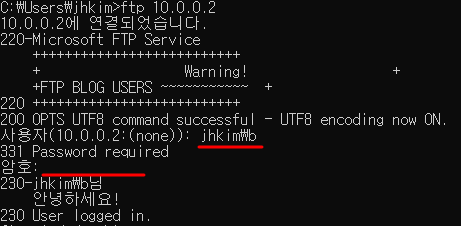 C:\Users\jhkim>ftp 10.0.0.2
10.0.0.2에 연결되었습니다.
220-Microsoft FTP Service
+++++++++++++++++++++++++++
+ Warning! +
+FTP BLOG USERS ~~~~~~~~~~~ +
220 +++++++++++++++++++++++++++
200 OPTS UTF8 command successful - UTF8 encoding now ON.
사용자(10.0.0.2:(none)): jhkim₩b
331 Password required
암호:
230-jhkim₩b님
안녕하세요!
230 User logged in.